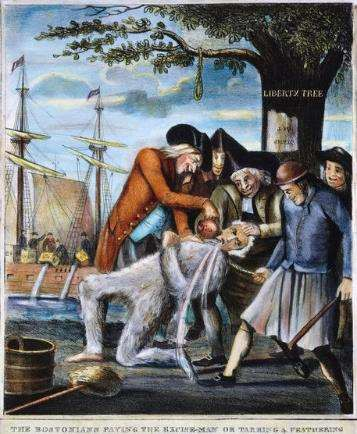 LIBERTY TREE
THE BOSTONIANS PAYING THE EXCISE-MAN OR TARRING & FEATHERING